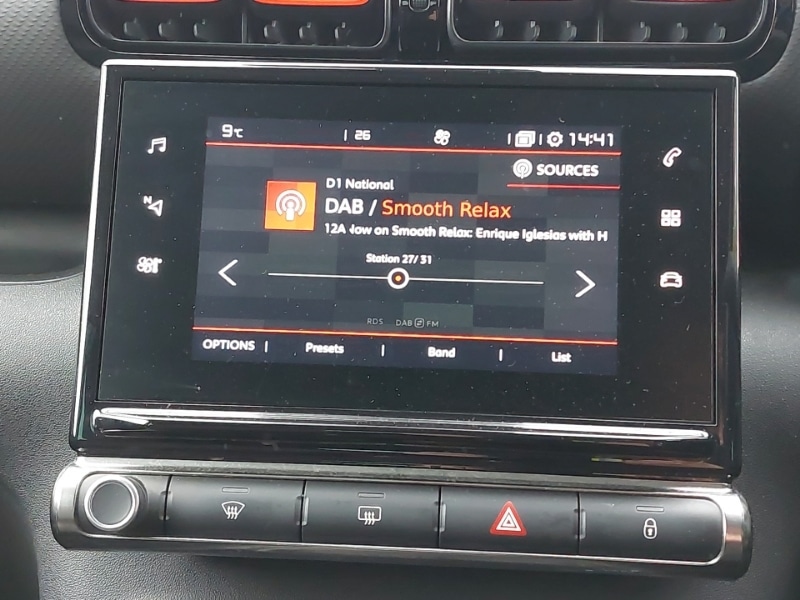 9°C | 26 14:41
SOURCES
D1 National
DAB / Smooth Relax
12A Now on Smooth Relax: Enrique Iglesias with H
Station 27/31
RDS DAB FM
OPTIONS | Presets | Band | List
N